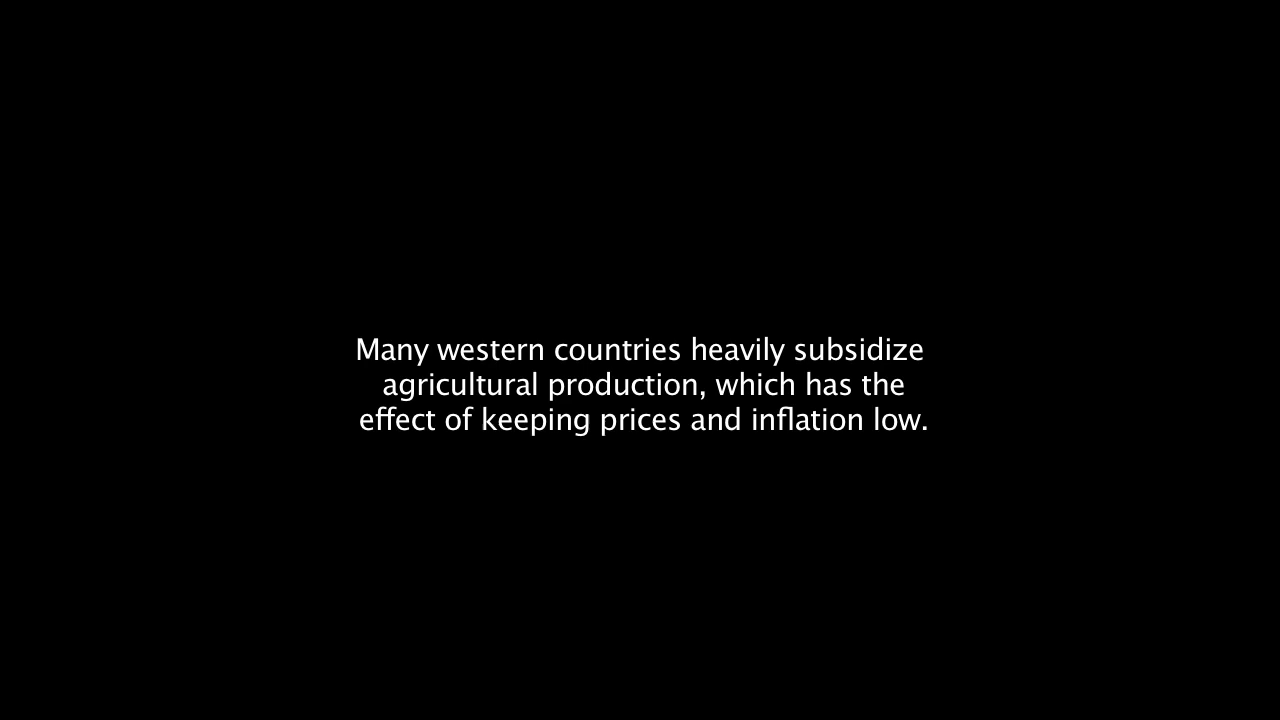 Many western countries heavily subsidize
agricultural production, which has the
effect of keeping prices and inflation low.